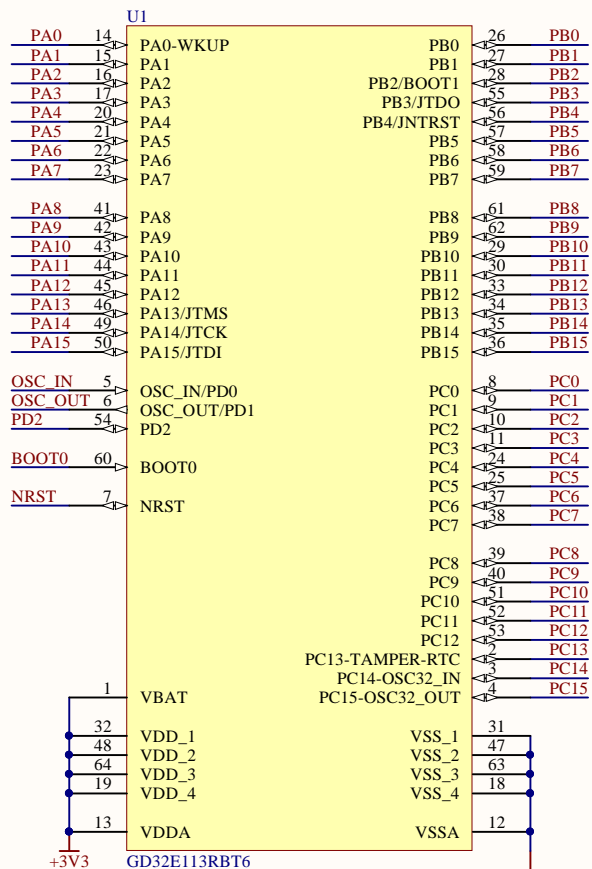 U1
PA0 14 PA0-WKUP PB0 26 PB0
PA1 15 PA1 PB1 27 PB1
PA2 16 PA2 PB2/BOOT1 28 PB2
PA3 17 PA3 PB3/JTDO 55 PB3
PA4 20 PA4 PB4/JNTRST 56 PB4
PA5 21 PA5 PB5 57 PB5
PA6 22 PA6 PB6 58 PB6
PA7 23 PA7 PB7 59 PB7
PA8 41 PA8 PB8 61 PB8
PA9 42 PA9 PB9 62 PB9
PA10 43 PA10 PB10 29 PB10
PA11 44 PA11 PB11 30 PB11
PA12 45 PA12 PB12 33 PB12
PA13 46 PA13/JTMS PB13 34 PB13
PA14 49 PA14/JTCK PB14 35 PB14
PA15 50 PA15/JTDI PB15 36 PB15
OSC_IN 5 OSC_IN/PD0 PC0 8 PC0
OSC_OUT 6 OSC_OUT/PD1 PC1 9 PC1
PD2 54 PD2 PC2 10 PC2
PC3 11 PC3
BOOT0 60 BOOT0 PC4 24 PC4
PC5 25 PC5
NRST 7 NRST PC6 37 PC6
PC7 38 PC7
PC8 39 PC8
PC9 40 PC9
PC10 51 PC10
PC11 52 PC11
PC12 53 PC12
PC13-TAMPER-RTC 2 PC13
PC14-OSC32_IN 3 PC14
1 VBAT PC15-OSC32_OUT 4 PC15
32 VDD_1 VSS_1 31
48 VDD_2 VSS_2 47
64 VDD_3 VSS_3 63
19 VDD_4 VSS_4 18
13 VDDA VSSA 12
+3V3 GD32E113RBT6